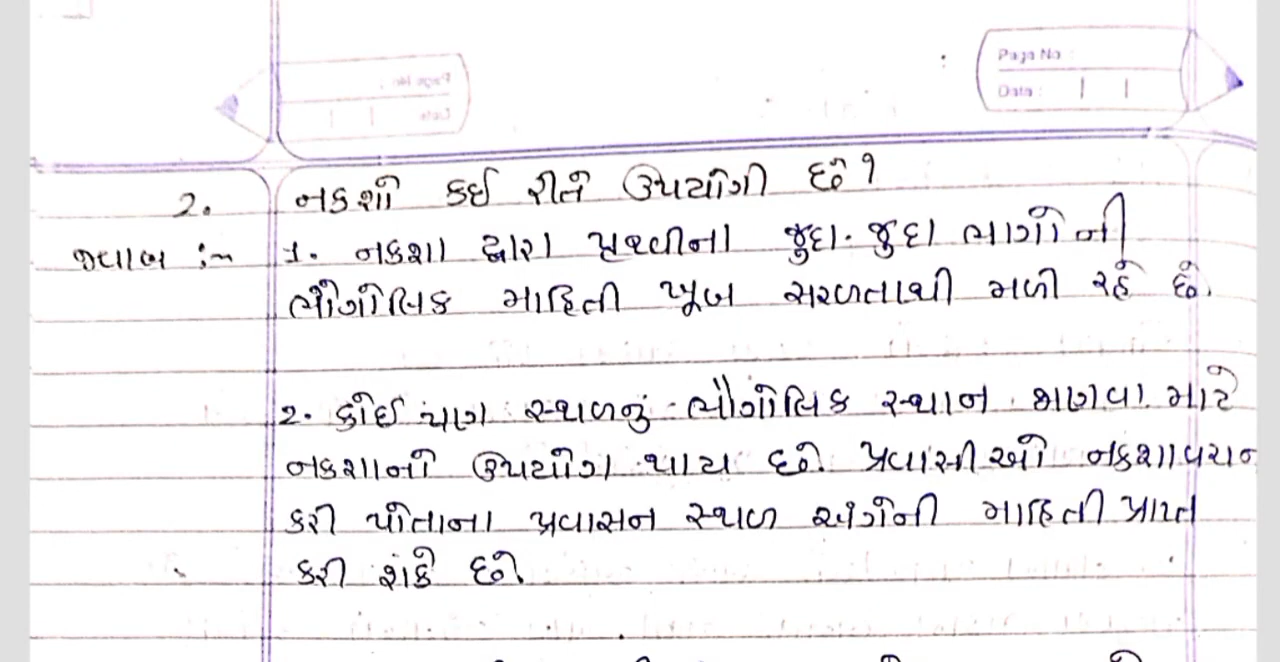 Page No :
Date :
2. નકશો કઈ રીતે ઉપયોગી છે?
જવાબ :- 1. નકશા દ્વારા પૃથ્વીના જુદા-જુદા ભાગોની
ભૌગોલિક માહિતી ખૂબ સરળતાથી મળી રહે છે.
2. કોઈ પણ સ્થળનું ભૌગોલિક સ્થાન જાણવા માટે
નકશાનો ઉપયોગ થાય છે. પ્રવાસીઓ નકશાવચન
કરી પોતાના પ્રવાસન સ્થળ અંગેની માહિતી પ્રાપ્ત
કરી શકે છે.